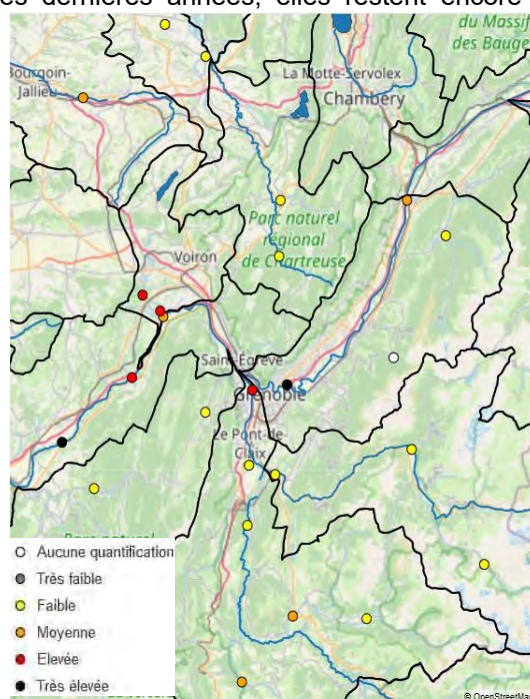 es dernières années, elles restent encore
du Massif
des Bauges
La Motte-Servolex
Bourgoin-
Jallieu
Chambéry
Parc naturel
régional
de Chartreuse
Voiron
Saint-Égrève
Grenoble
Le Pont-de-
Claix
Aucune quantification
Très faible
Faible
Moyenne
Elevée
Très élevée
© OpenStreetMa